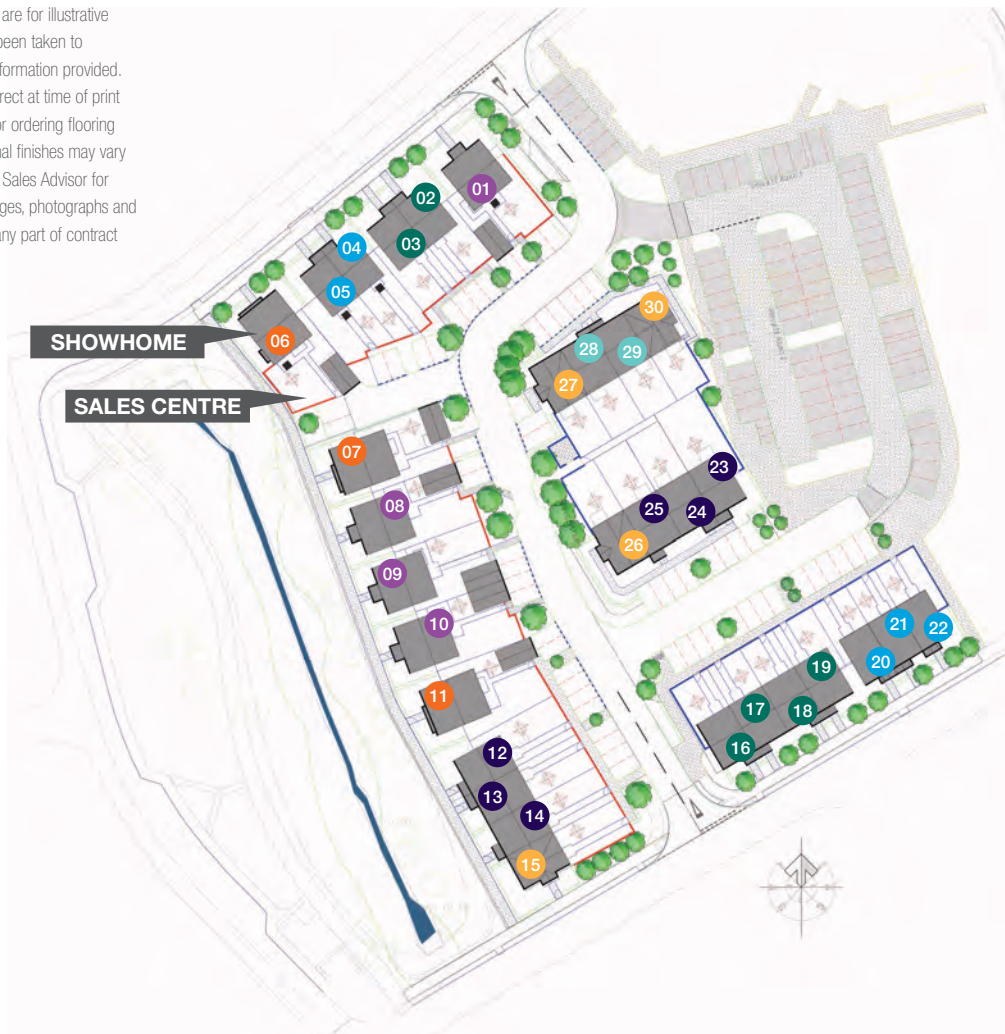 are for illustrative
been taken to
formation provided.
rect at time of print
or ordering flooring
nal finishes may vary
Sales Advisor for
ges, photographs and
any part of contract
01
02
03
04
05
SHOWHOME
06
SALES CENTRE
30
28
29
27
07
23
08
25
24
26
09
10
21
22
20
19
11
17
18
16
12
13
14
15